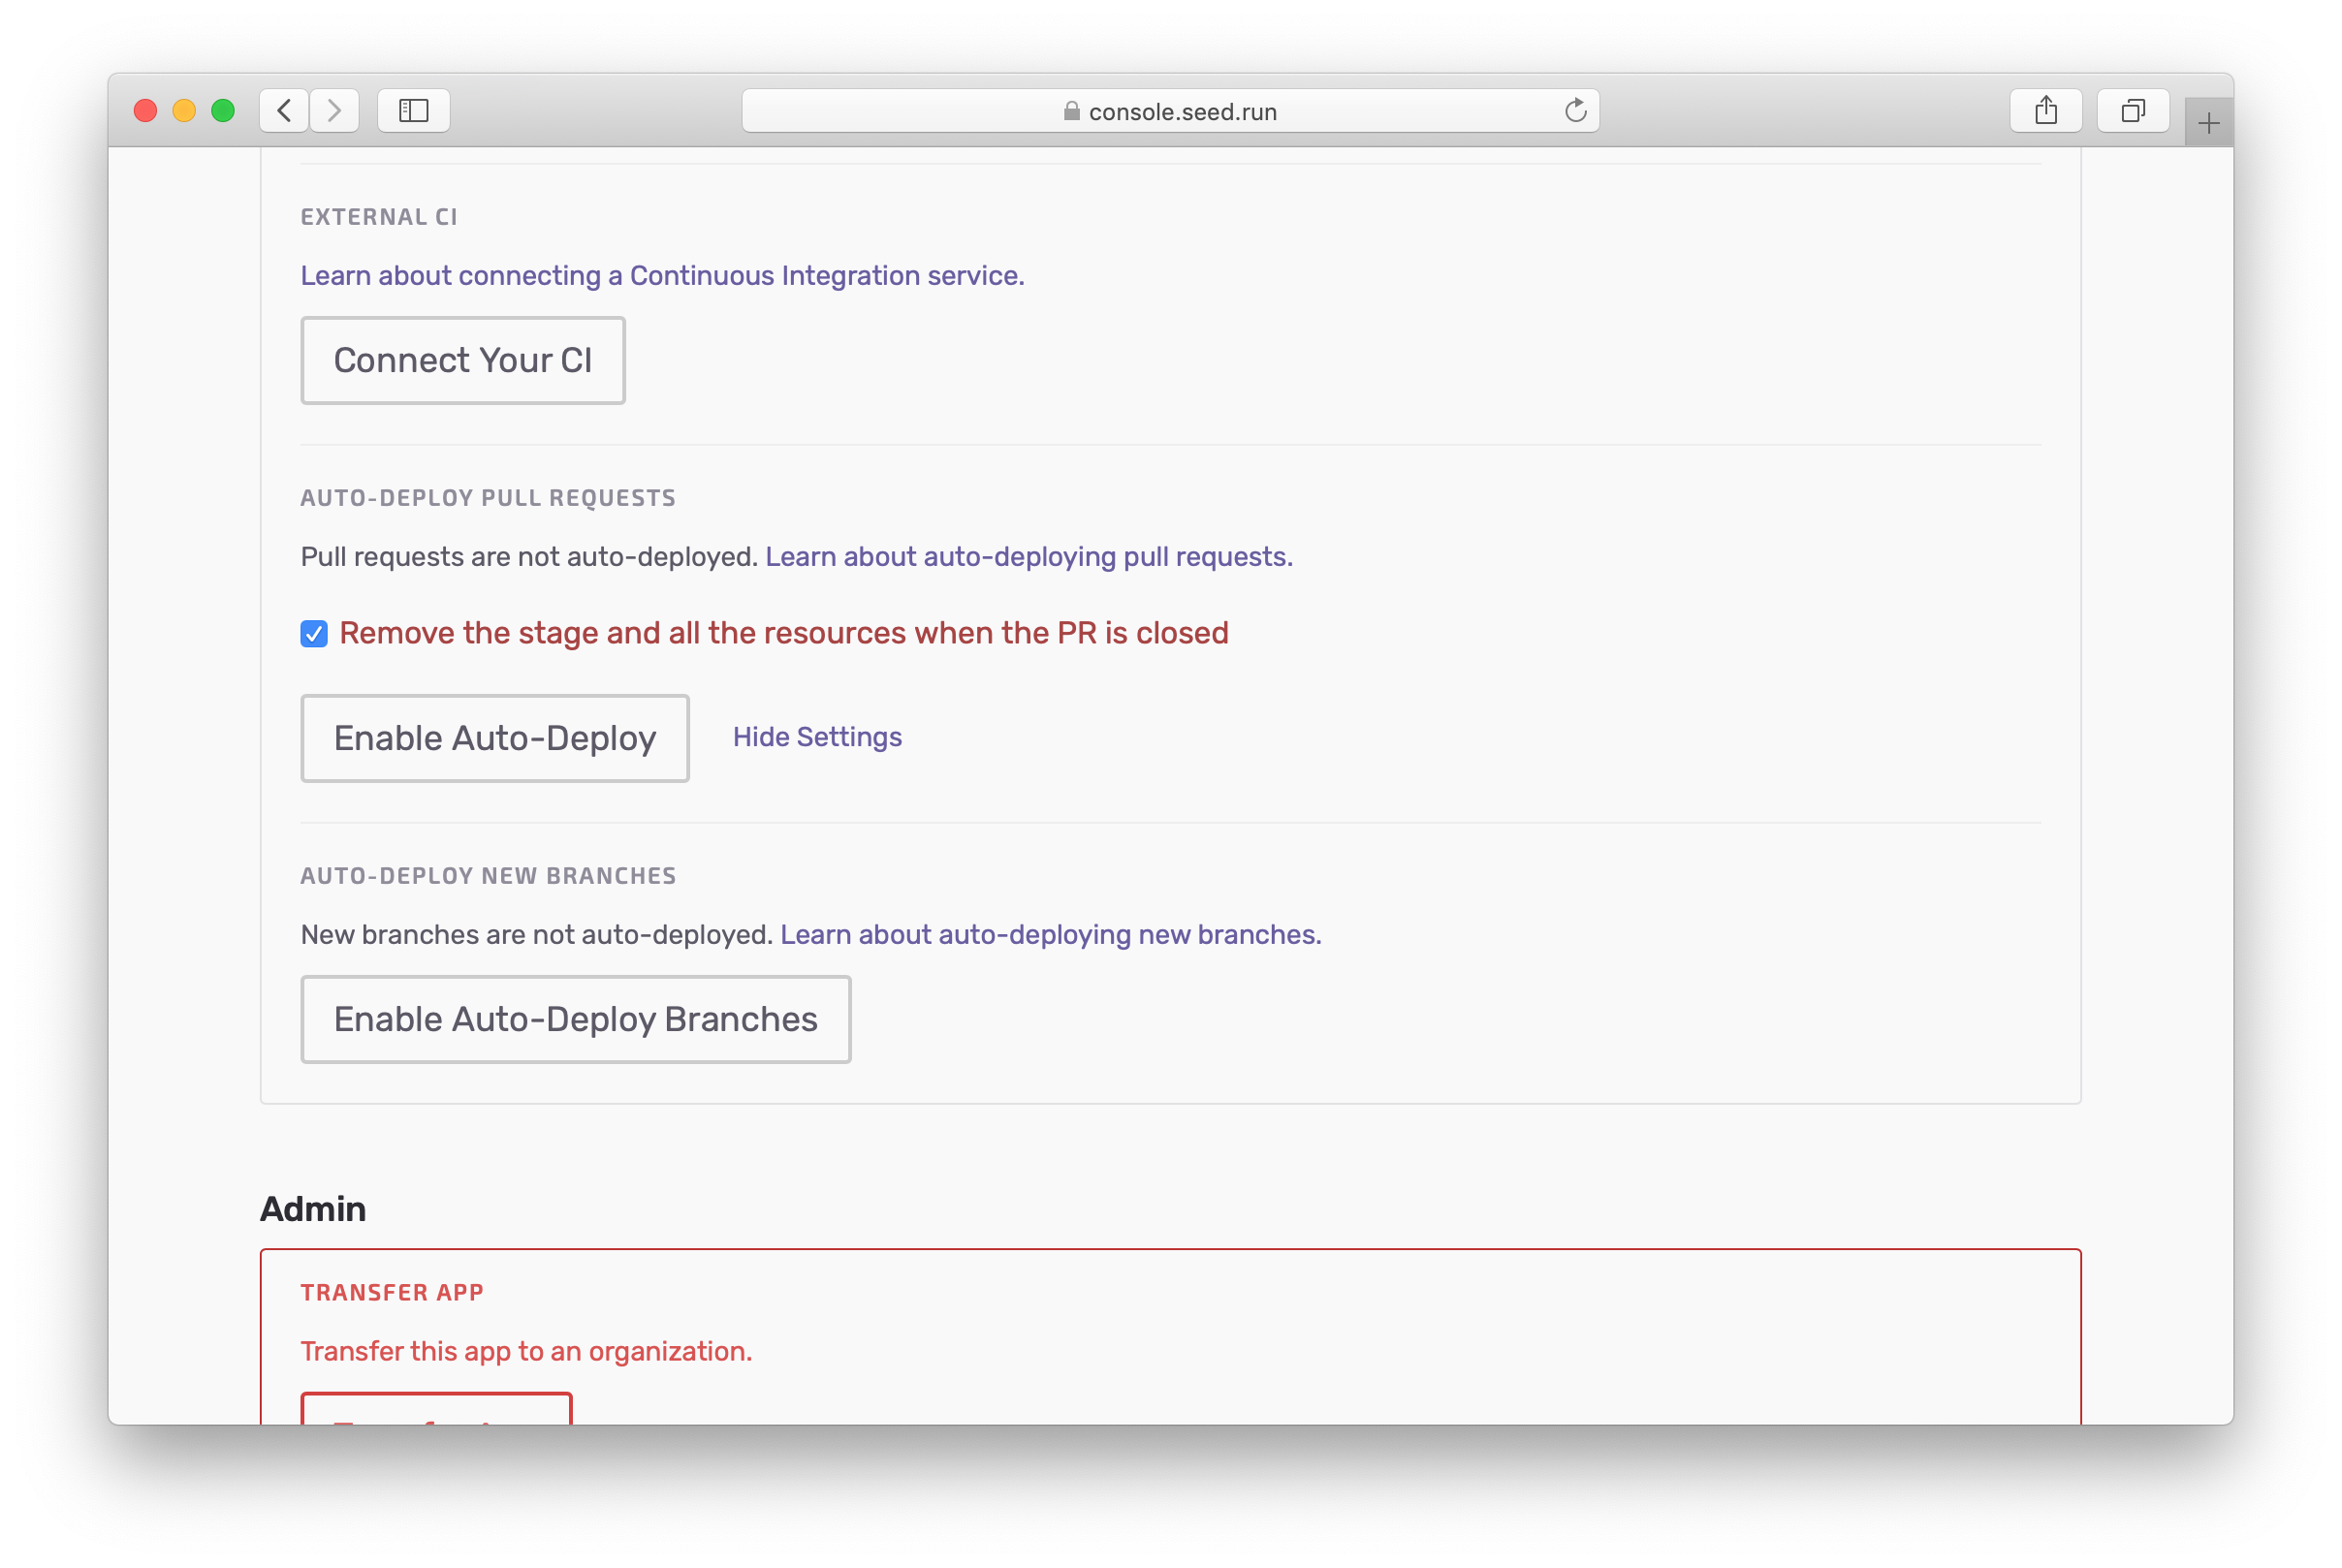 console.seed.run
EXTERNAL CI
Learn about connecting a Continuous Integration service.
Connect Your CI
AUTO-DEPLOY PULL REQUESTS
Pull requests are not auto-deployed. Learn about auto-deploying pull requests.
Remove the stage and all the resources when the PR is closed
Enable Auto-Deploy Hide Settings
AUTO-DEPLOY NEW BRANCHES
New branches are not auto-deployed. Learn about auto-deploying new branches.
Enable Auto-Deploy Branches
Admin
TRANSFER APP
Transfer this app to an organization.